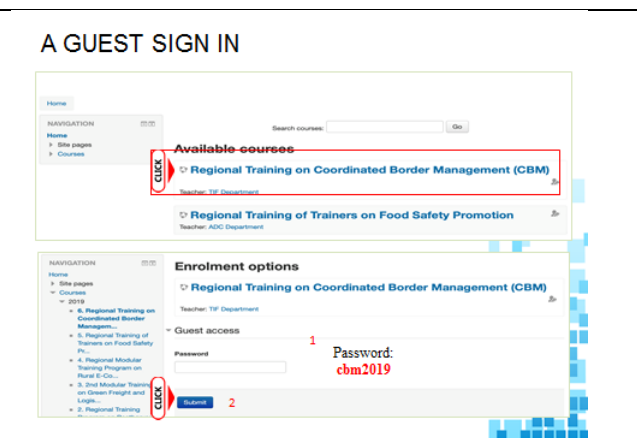 A GUEST SIGN IN
Home
NAVIGATION
Home
Site pages
Courses
Search courses:
Go
Available courses
CLICK
Regional Training on Coordinated Border Management (CBM)
Teacher: TIF Department
Regional Training of Trainers on Food Safety Promotion
Teacher: ADC Department
NAVIGATION
Home
Site pages
Courses
2019
6. Regional Training on
Coordinated Border
Managem...
5. Regional Training of
Trainers on Food Safety
Pr...
4. Regional Modular
Training Program on
Rural E-Co...
3. 2nd Modular Training
on Green Freight and
Logis...
2. Regional Training
Enrolment options
Regional Training on Coordinated Border Management (CBM)
Teacher: TIF Department
Guest access
1
Password
Password:
cbm2019
CLICK
Submit
2